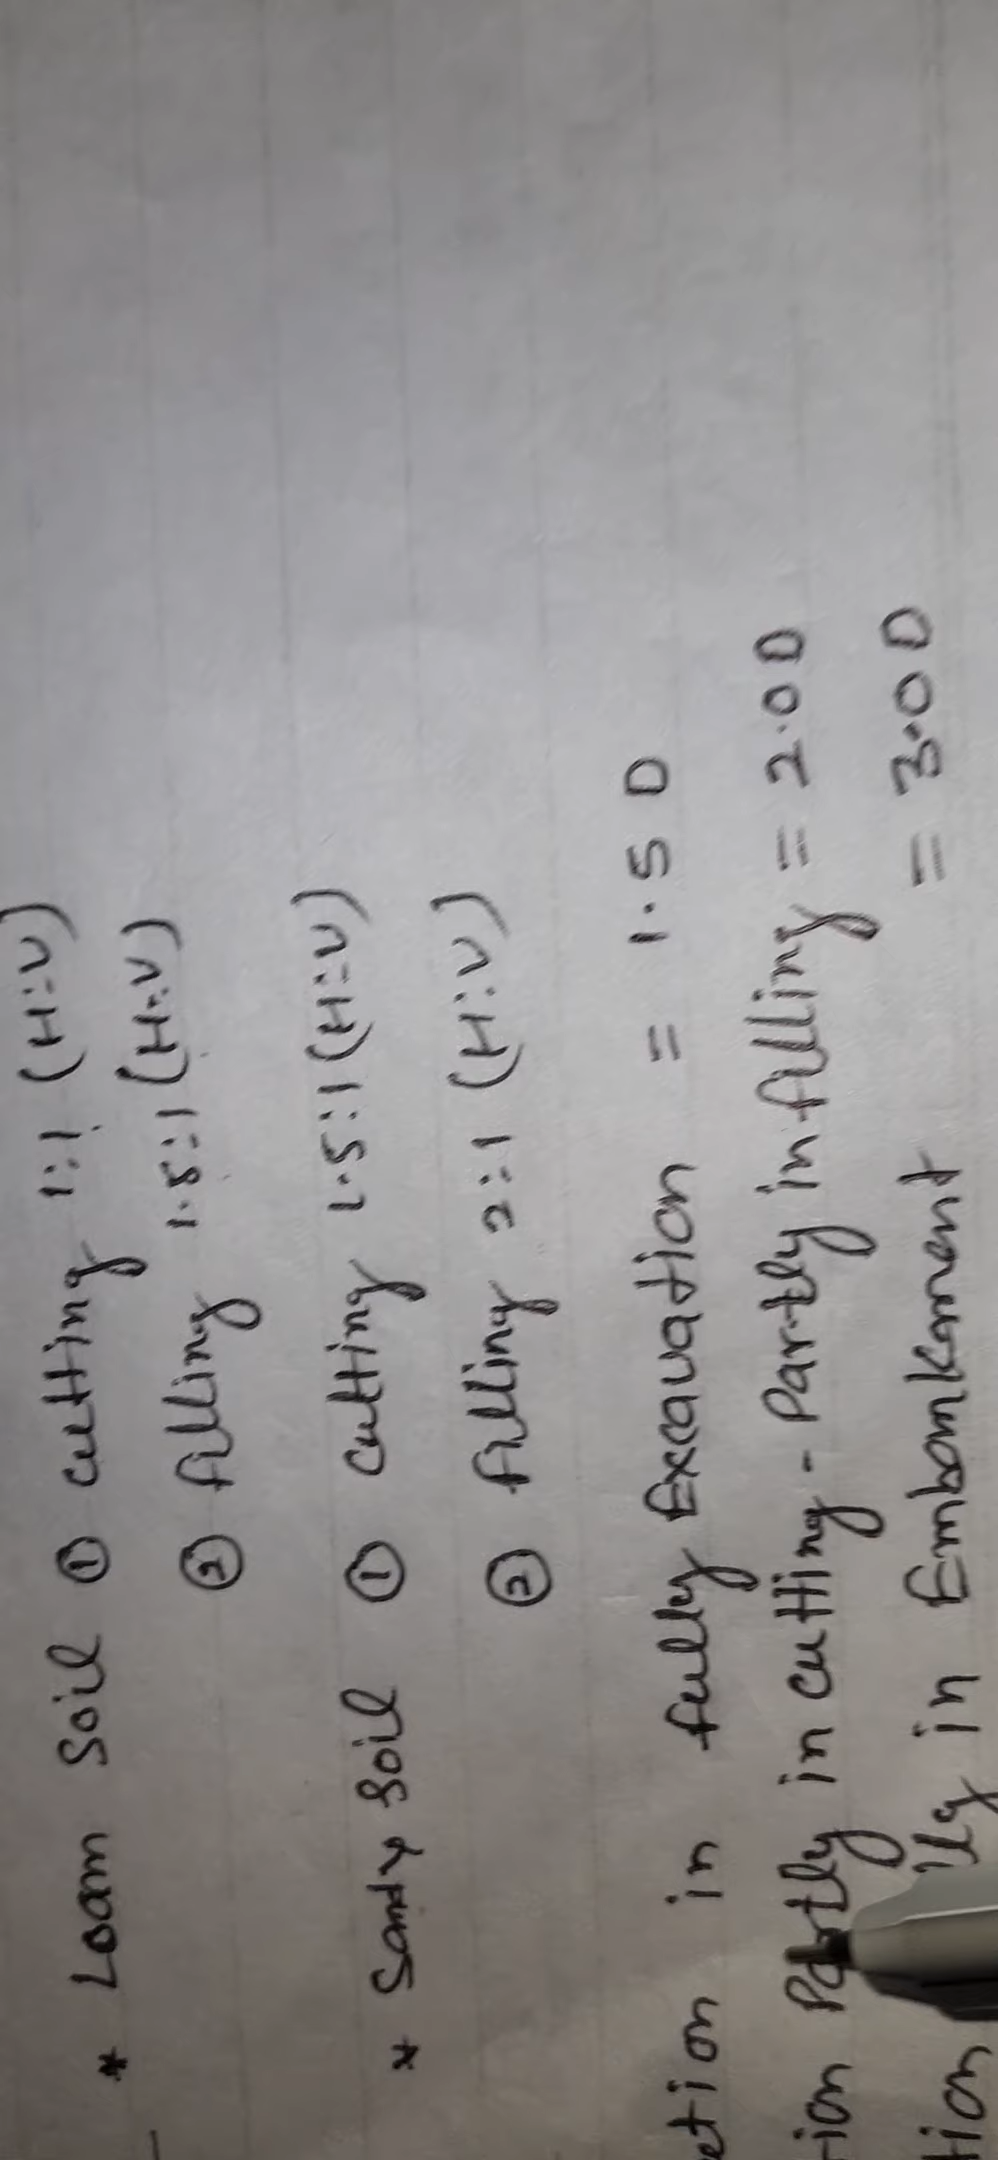 * Loam Soil ① cutting 1:1 (H:V)
② filling 1.5:1 (H:V)
* Sandy Soil ① cutting 1.5:1 (H:V)
② filling 2:1 (H:V)
ction in fully Excavation = 1.5 D
tion Partly in cutting - Partly in filling = 2.0 D
tion lly in Embankment = 3.0 D